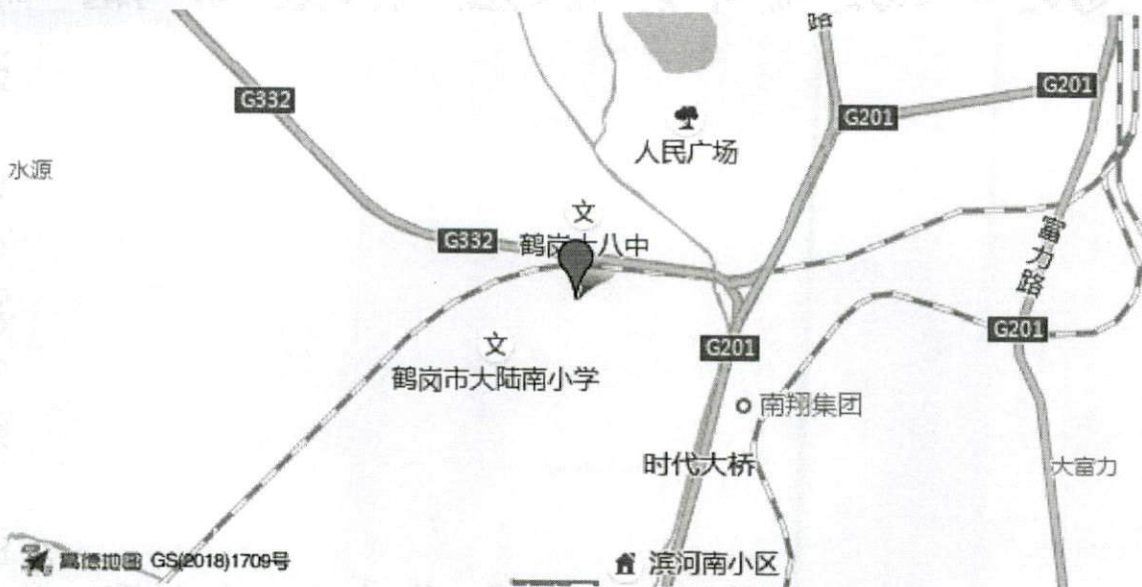 路
G332
G201
G201
人民广场
水源
文
G332
鹤岗十八中
富力路
G201
文
G201
鹤岗市大陆南小学
南翔集团
时代大桥
大富力
高德地图 GS(2018)1709号
滨河南小区